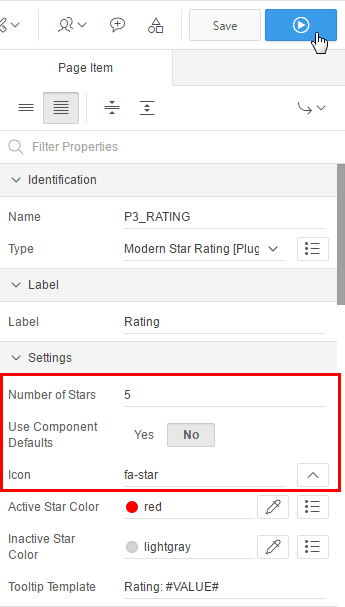 Save
Page Item
Filter Properties
Identification
Name P3_RATING
Type Modern Star Rating [Plug
Label
Label Rating
Settings
Number of Stars 5
Use Component Defaults Yes No
Icon fa-star
Active Star Color red
Inactive Star Color lightgray
Tooltip Template Rating: #VALUE#